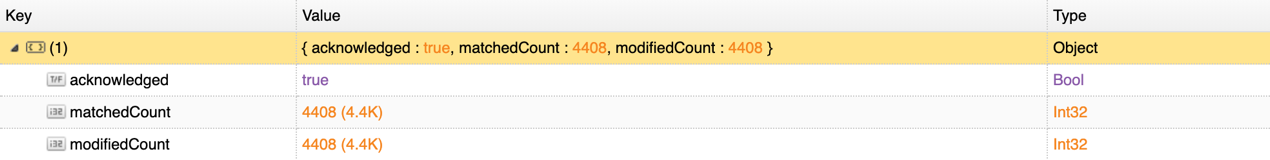 Key Value Type
(1) { acknowledged : true, matchedCount : 4408, modifiedCount : 4408 } Object
T/F acknowledged true Bool
i32 matchedCount 4408 (4.4K) Int32
i32 modifiedCount 4408 (4.4K) Int32